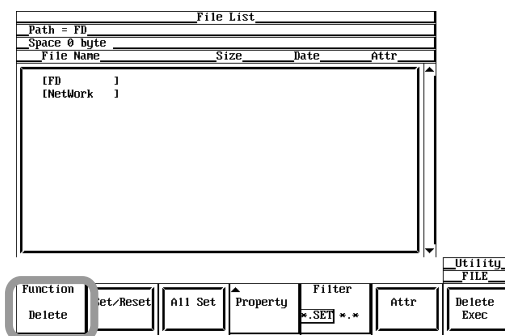 File List
Path = FD
Space 0 byte
File Name Size Date Attr
[FD ]
[NetWork ]
Utility
FILE
Function
Delete
Set/Reset
All Set
Property
Filter
*.SET *.*
Attr
Delete
Exec